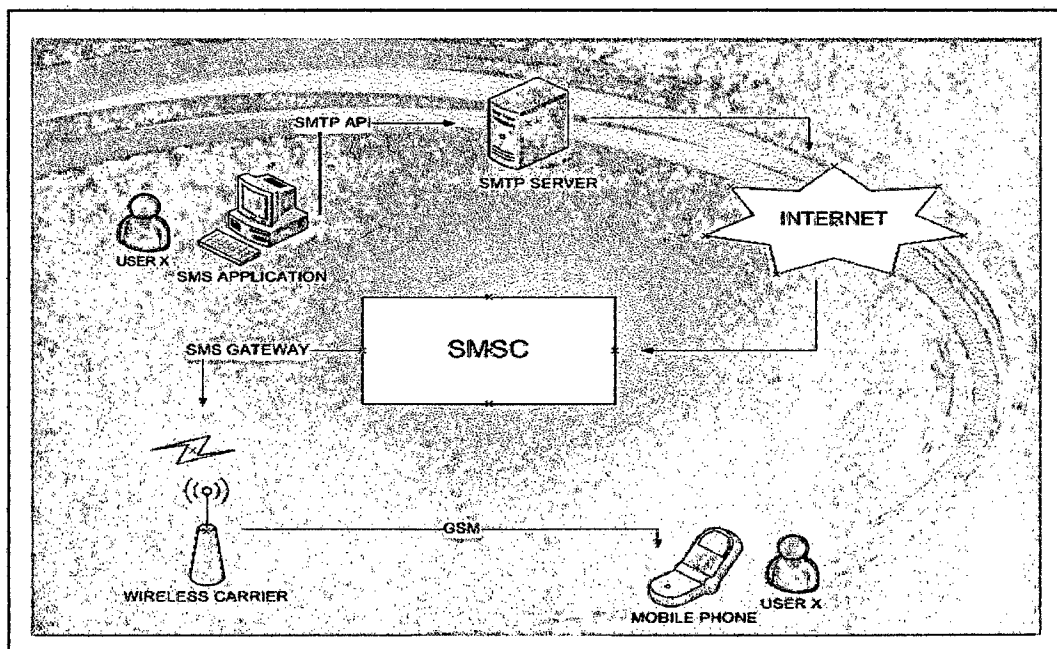 SMTP API
SMTP SERVER
INTERNET
USER X
SMS APPLICATION
SMS GATEWAY
SMSC
GSM
WIRELESS CARRIER
MOBILE PHONE
USER X